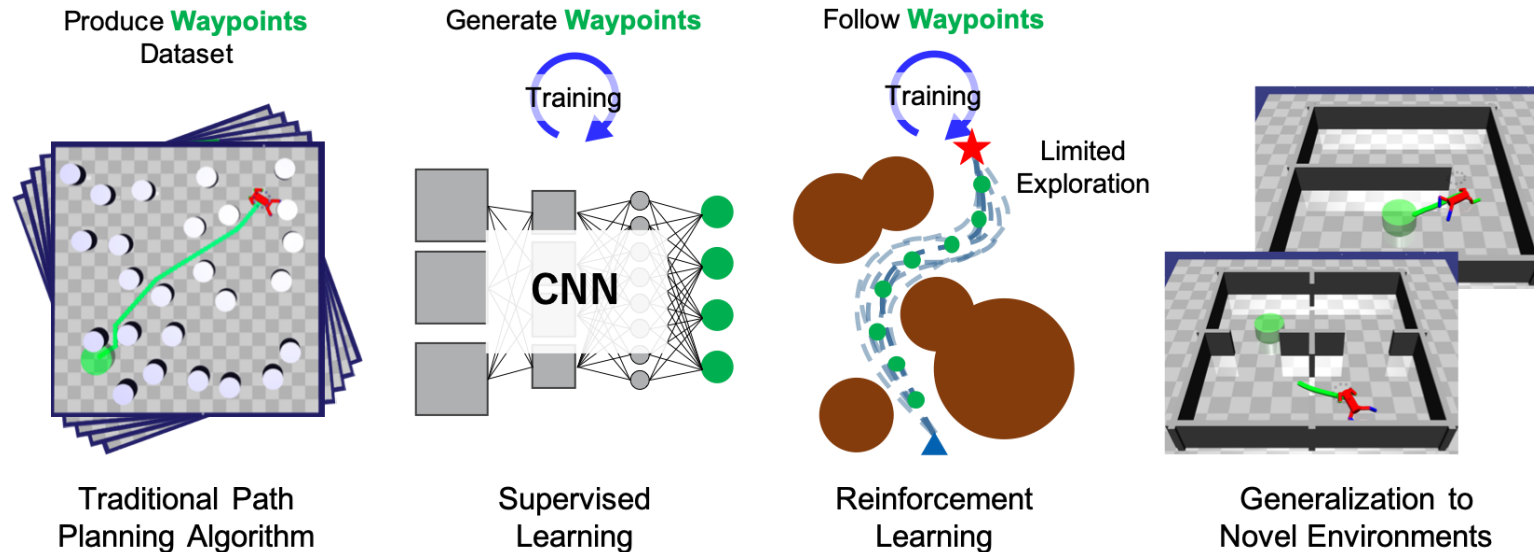 Produce Waypoints
Dataset
Generate Waypoints
Training
Follow Waypoints
Training
Limited
Exploration
CNN
Traditional Path
Planning Algorithm
Supervised
Learning
Reinforcement
Learning
Generalization to
Novel Environments